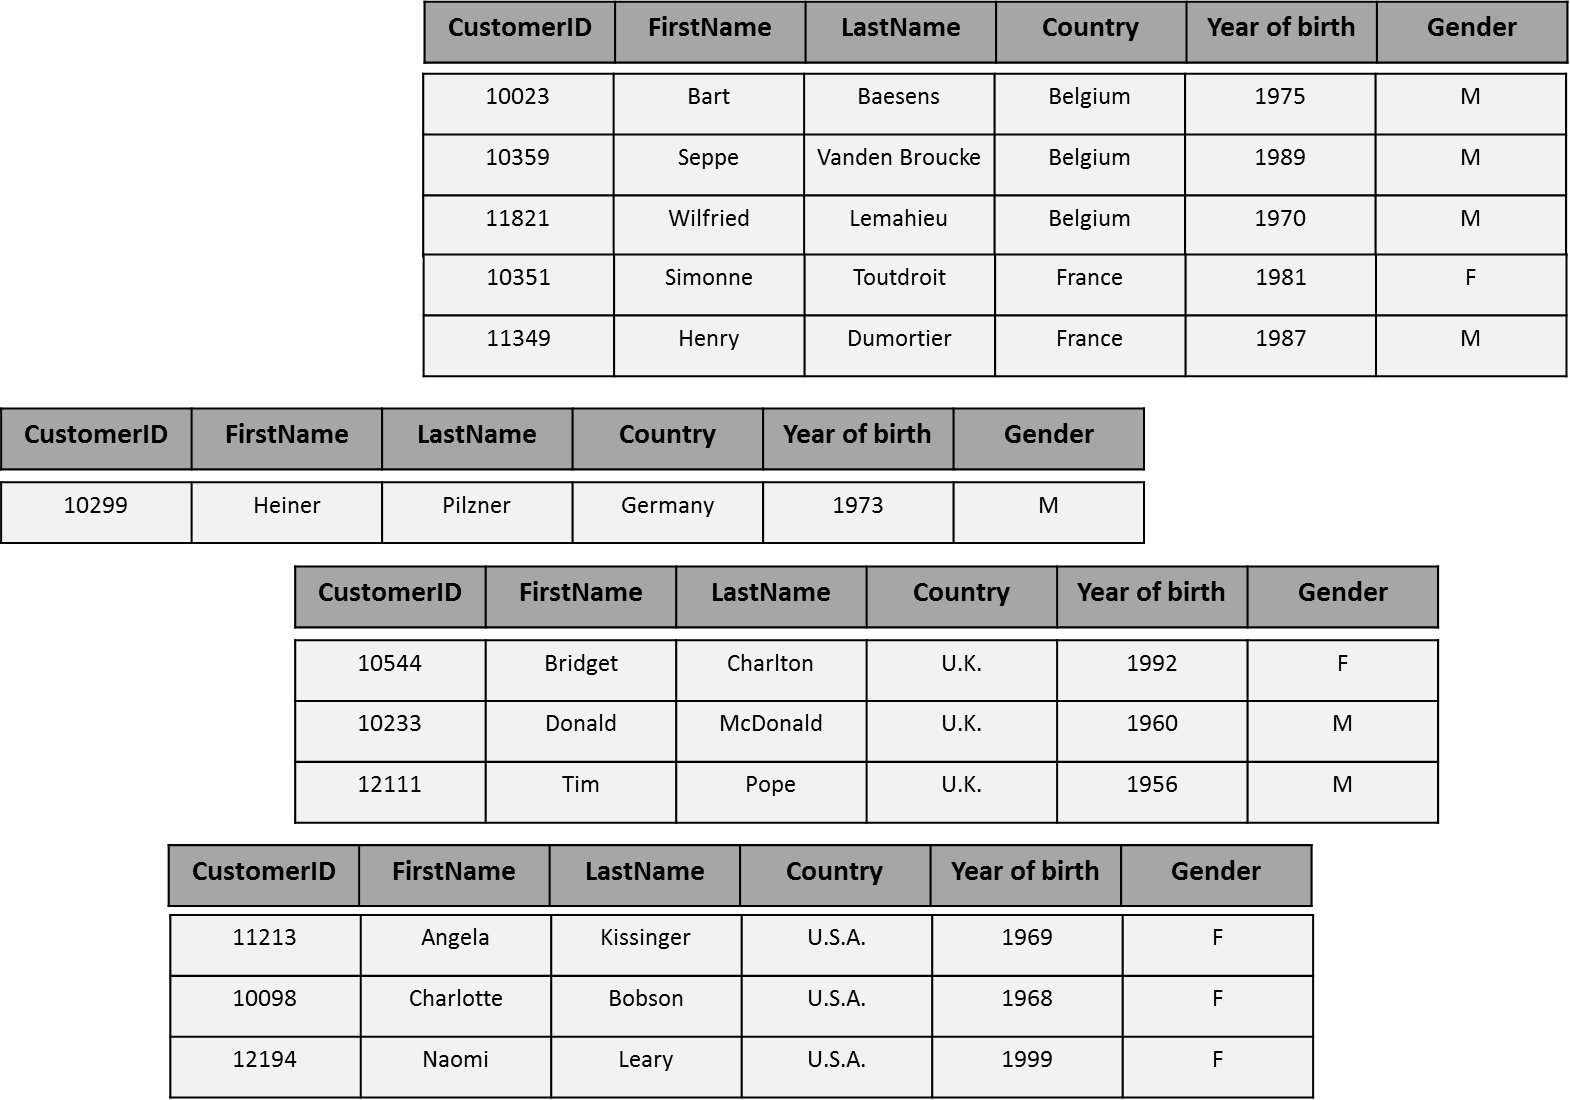 CustomerID FirstName LastName Country Year of birth Gender
10023 Bart Baesens Belgium 1975 M
10359 Seppe Vanden Broucke Belgium 1989 M
11821 Wilfried Lemahieu Belgium 1970 M
10351 Simonne Toutdroit France 1981 F
11349 Henry Dumortier France 1987 M
CustomerID FirstName LastName Country Year of birth Gender
10299 Heiner Pilzner Germany 1973 M
CustomerID FirstName LastName Country Year of birth Gender
10544 Bridget Charlton U.K. 1992 F
10233 Donald McDonald U.K. 1960 M
12111 Tim Pope U.K. 1956 M
CustomerID FirstName LastName Country Year of birth Gender
11213 Angela Kissinger U.S.A. 1969 F
10098 Charlotte Bobson U.S.A. 1968 F
12194 Naomi Leary U.S.A. 1999 F